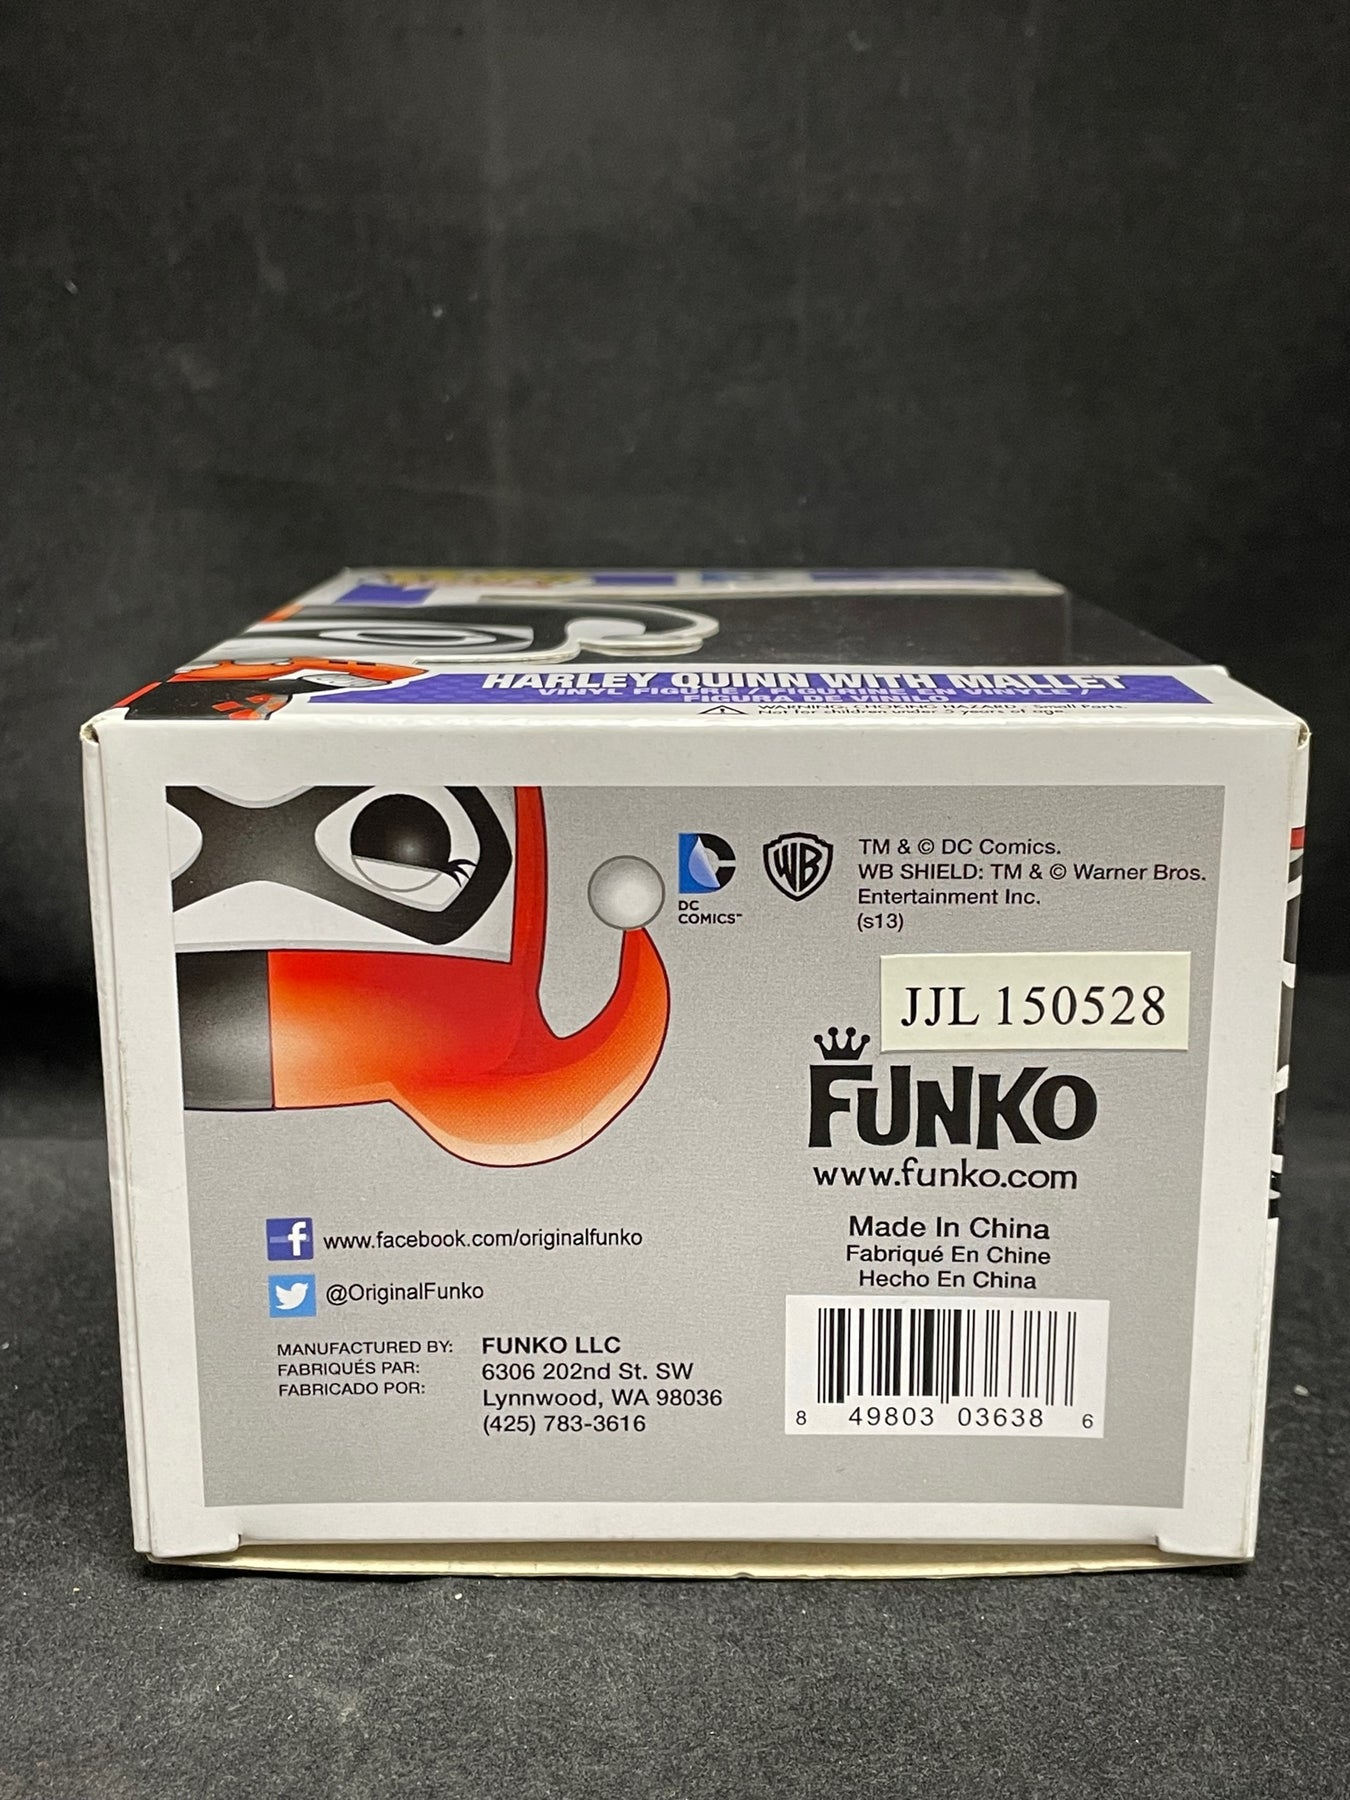 HARLEY QUINN WITH MALLET
VINYL FIGURE / FIGURINE EN VINYLE /
FIGURA DE VINILO
WARNING: CHOKING HAZARD - Small Parts.
Not for children under 3 years of age.
DC
COMICS™
WB
TM & © DC Comics.
WB SHIELD: TM & © Warner Bros.
Entertainment Inc.
(s13)
JJL 150528
FUNKO
www.funko.com
Made In China
Fabriqué En Chine
Hecho En China
f www.facebook.com/originalfunko
@OriginalFunko
MANUFACTURED BY:
FABRIQUÉS PAR:
FABRICADO POR:
FUNKO LLC
6306 202nd St. SW
Lynnwood, WA 98036
(425) 783-3616
8 49803 03638 6